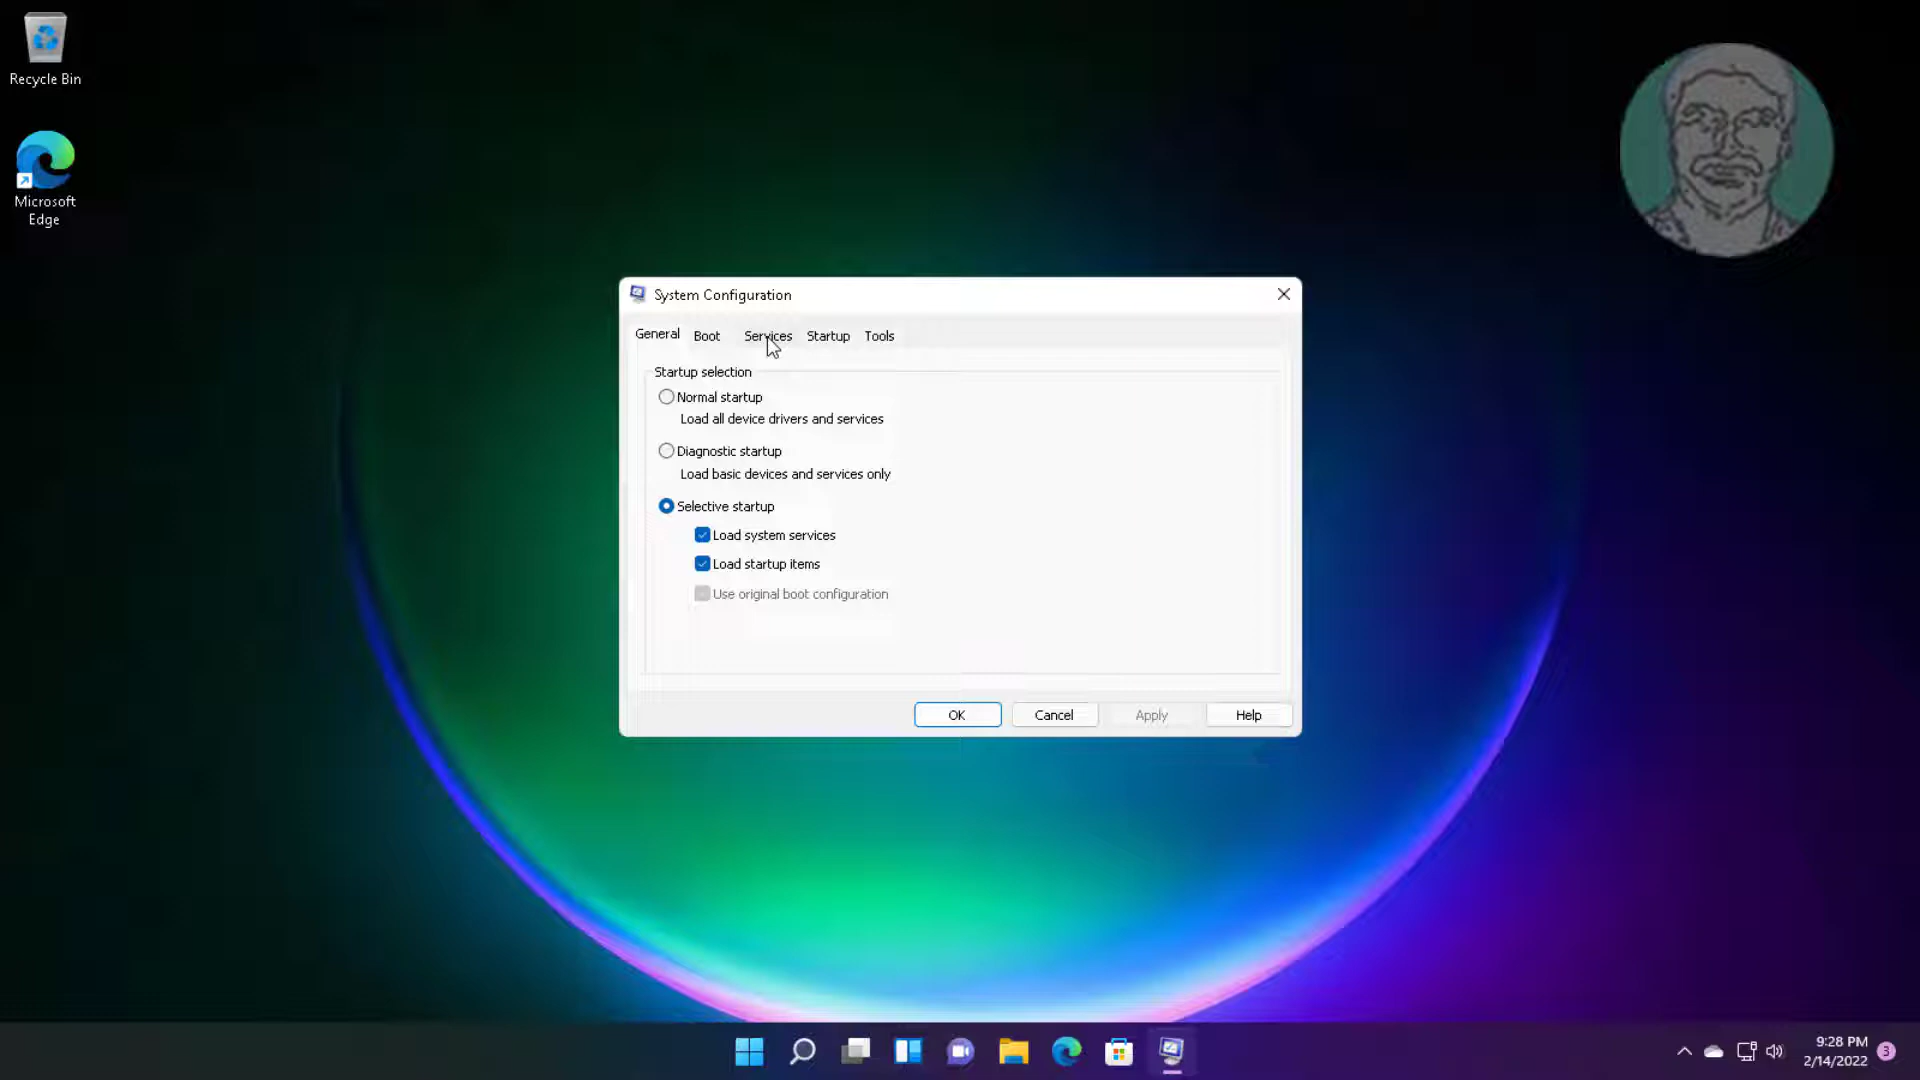 Recycle Bin
Microsoft
Edge
System Configuration
General Boot Services Startup Tools
Startup selection
Normal startup
Load all device drivers and services
Diagnostic startup
Load basic devices and services only
Selective startup
Load system services
Load startup items
Use original boot configuration
OK Cancel Apply Help
9:28 PM
2/14/2022
3